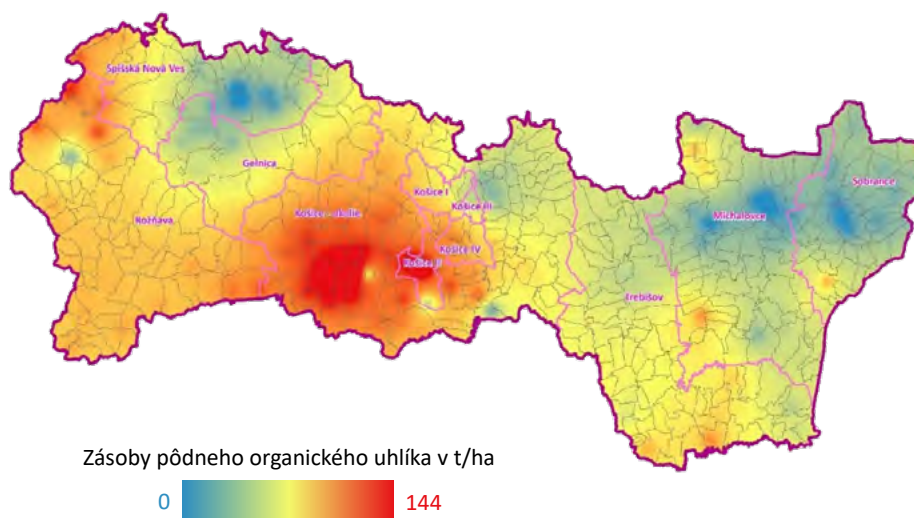 Spišská Nová Ves
Gelnica
Rožňava
Košice - okolie
Košice I
Košice III
Košice IV
Košice II
Trebišov
Michalovce
Sobrance
Zásoby pôdneho organického uhlíka v t/ha
0 144